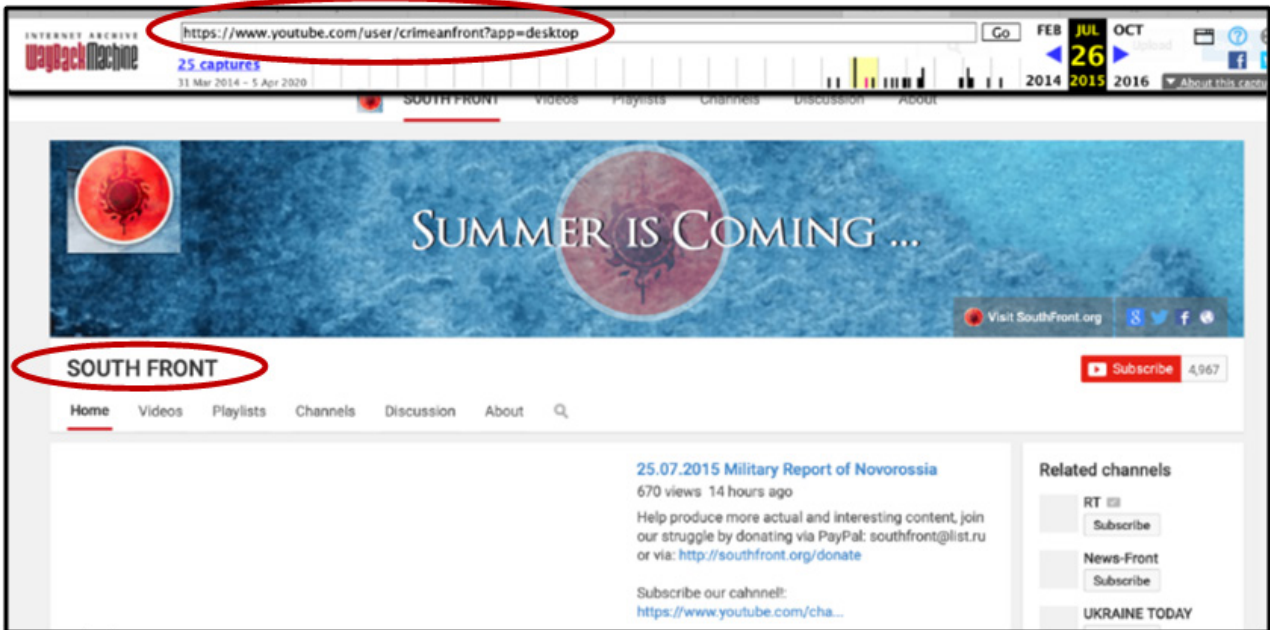 INTERNET ARCHIVE
WayBackMachine
https://www.youtube.com/user/crimeanfront?app=desktop
Go
FEB JUL OCT
Upload
25 captures
26
31 Mar 2014 – 5 Apr 2020
2014 2015 2016
About this captu
SOUTH FRONT Videos Playlists Channels Discussion About
SUMMER IS COMING ...
Visit SouthFront.org
SOUTH FRONT
Subscribe 4,967
Home Videos Playlists Channels Discussion About
25.07.2015 Military Report of Novorossia
670 views 14 hours ago
Help produce more actual and interesting content, join
our struggle by donating via PayPal: southfront@list.ru
or via: http://southfront.org/donate
Subscribe our cahnnel!:
https://www.youtube.com/cha...
Related channels
RT
Subscribe
News-Front
Subscribe
UKRAINE TODAY